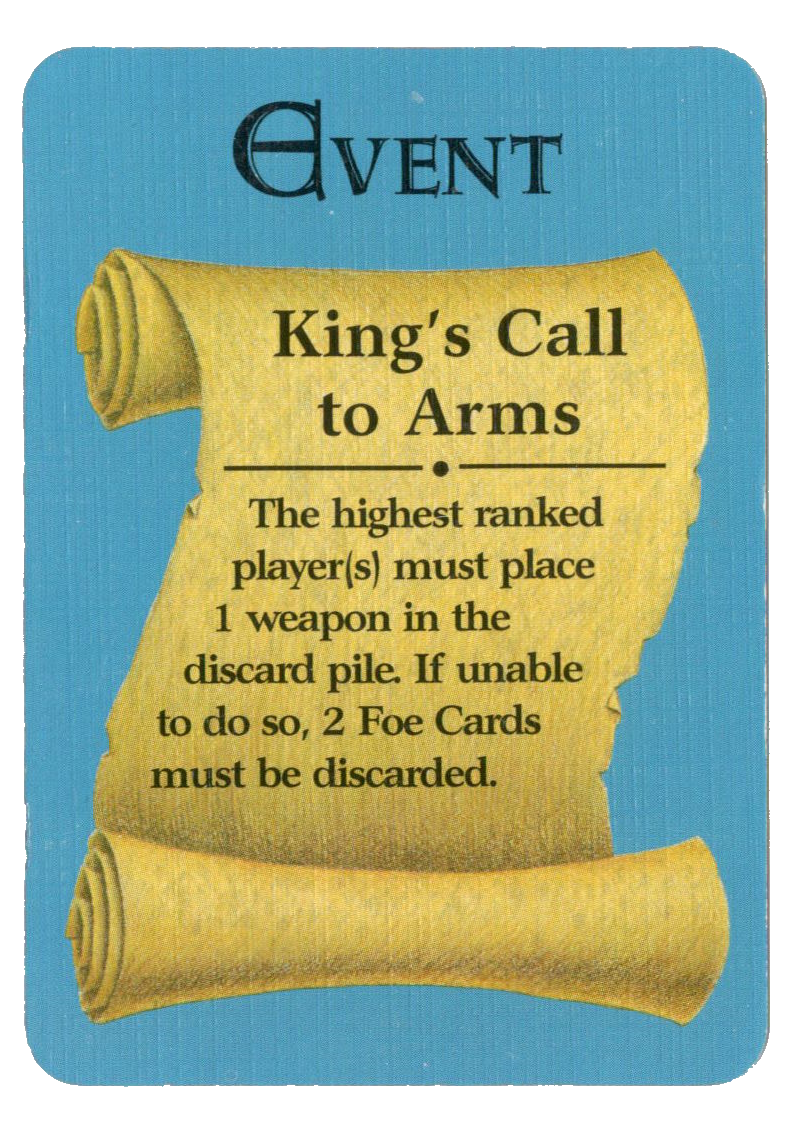 EVENT
King's Call
to Arms
The highest ranked
player(s) must place
1 weapon in the
discard pile. If unable
to do so, 2 Foe Cards
must be discarded.